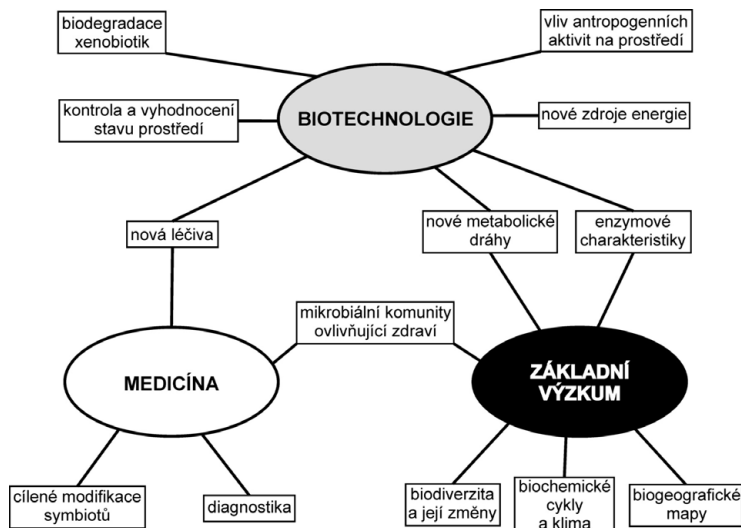 biodegradace
xenobiotik
vliv antropogenních
aktivit na prostředí
kontrola a vyhodnocení
stavu prostředí
BIOTECHNOLOGIE
nové zdroje energie
nová léčiva
nové metabolické
dráhy
enzymové
charakteristiky
mikrobiální komunity
ovlivňující zdraví
MEDICÍNA
ZÁKLADNÍ
VÝZKUM
cílené modifikace
symbiotů
diagnostika
biodiverzita
a její změny
biochemické
cykly
a klima
biogeografické
mapy